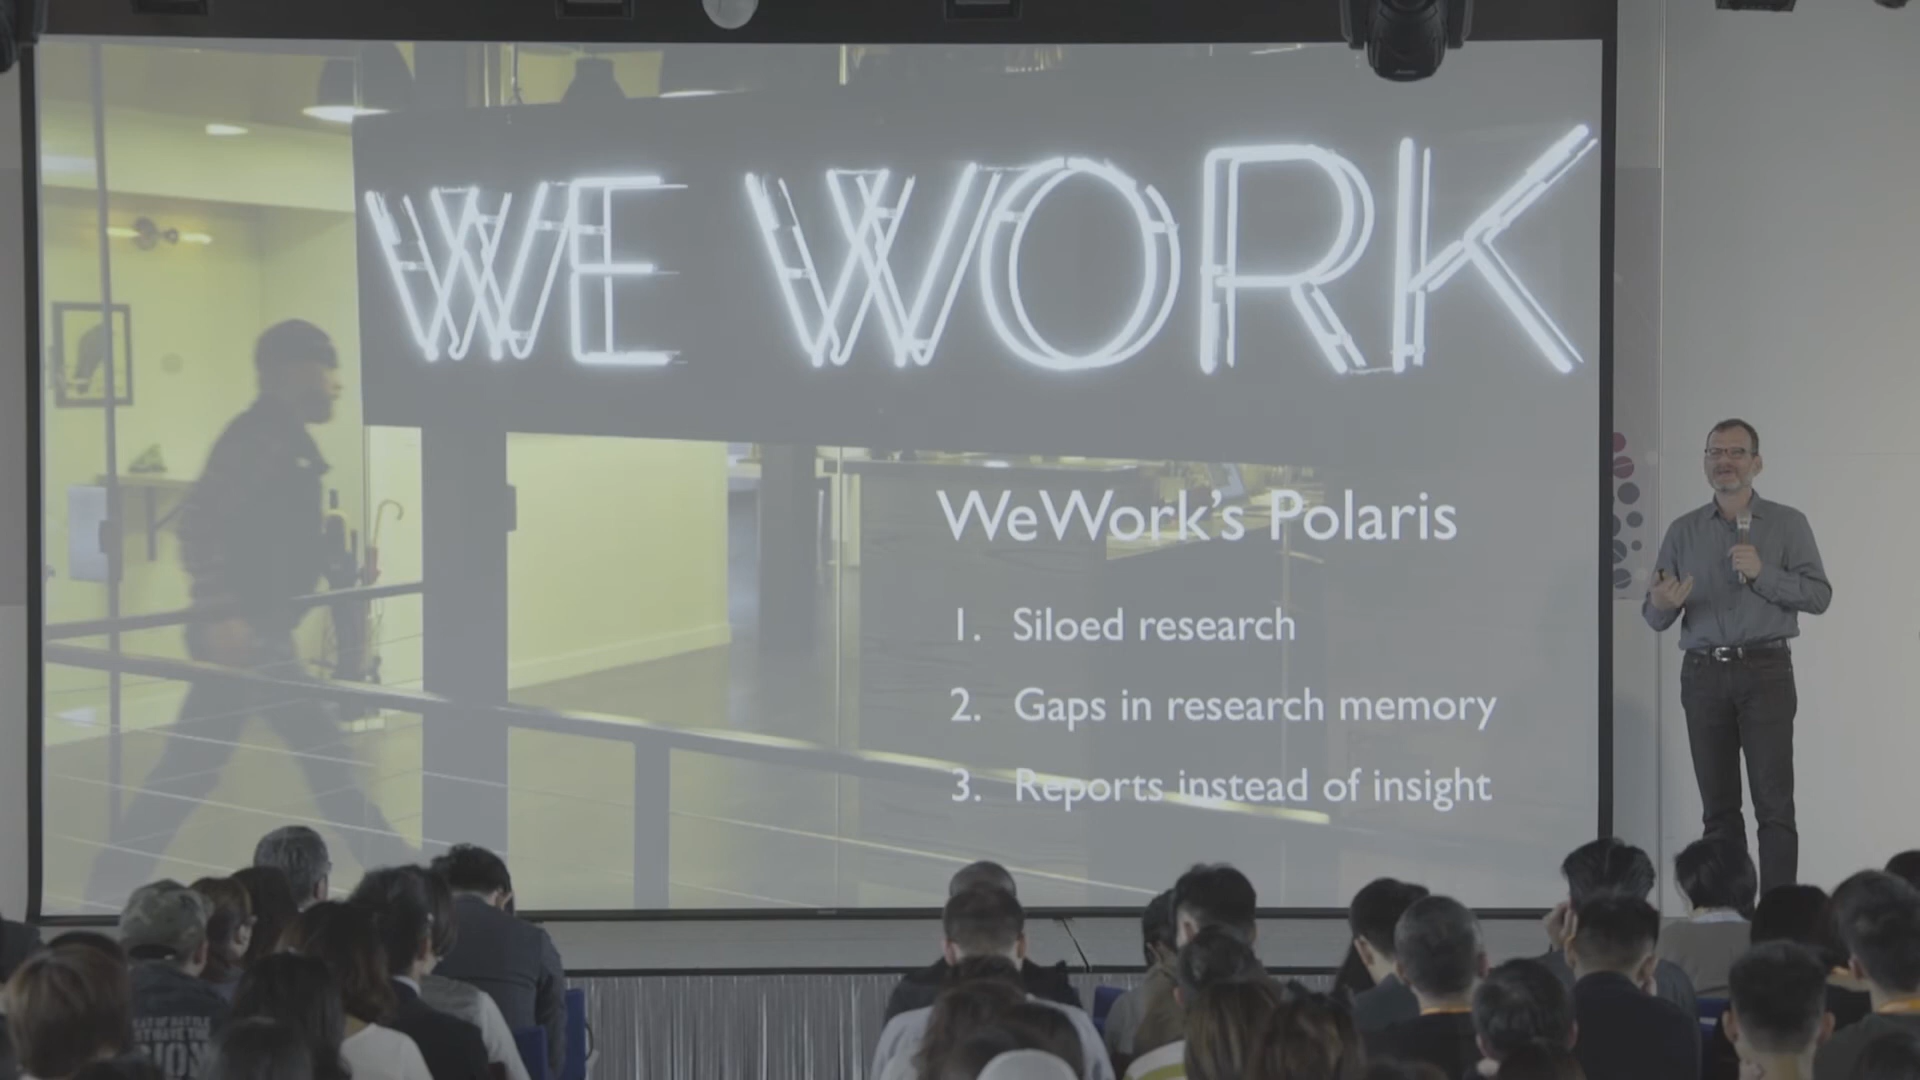 WE WORK
WeWork's Polaris
1. Siloed research
2. Gaps in research memory
3. Reports instead of insight